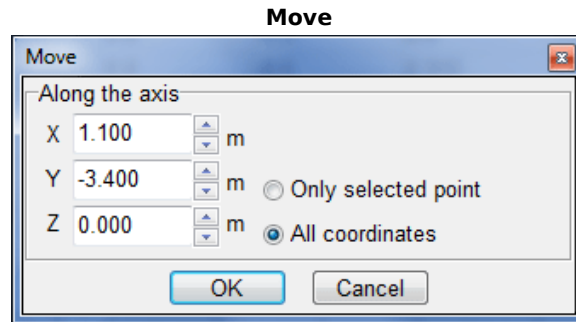 Move
Move
Along the axis
X 1.100 m
Y -3.400 m
Only selected point
Z 0.000 m
All coordinates
OK Cancel